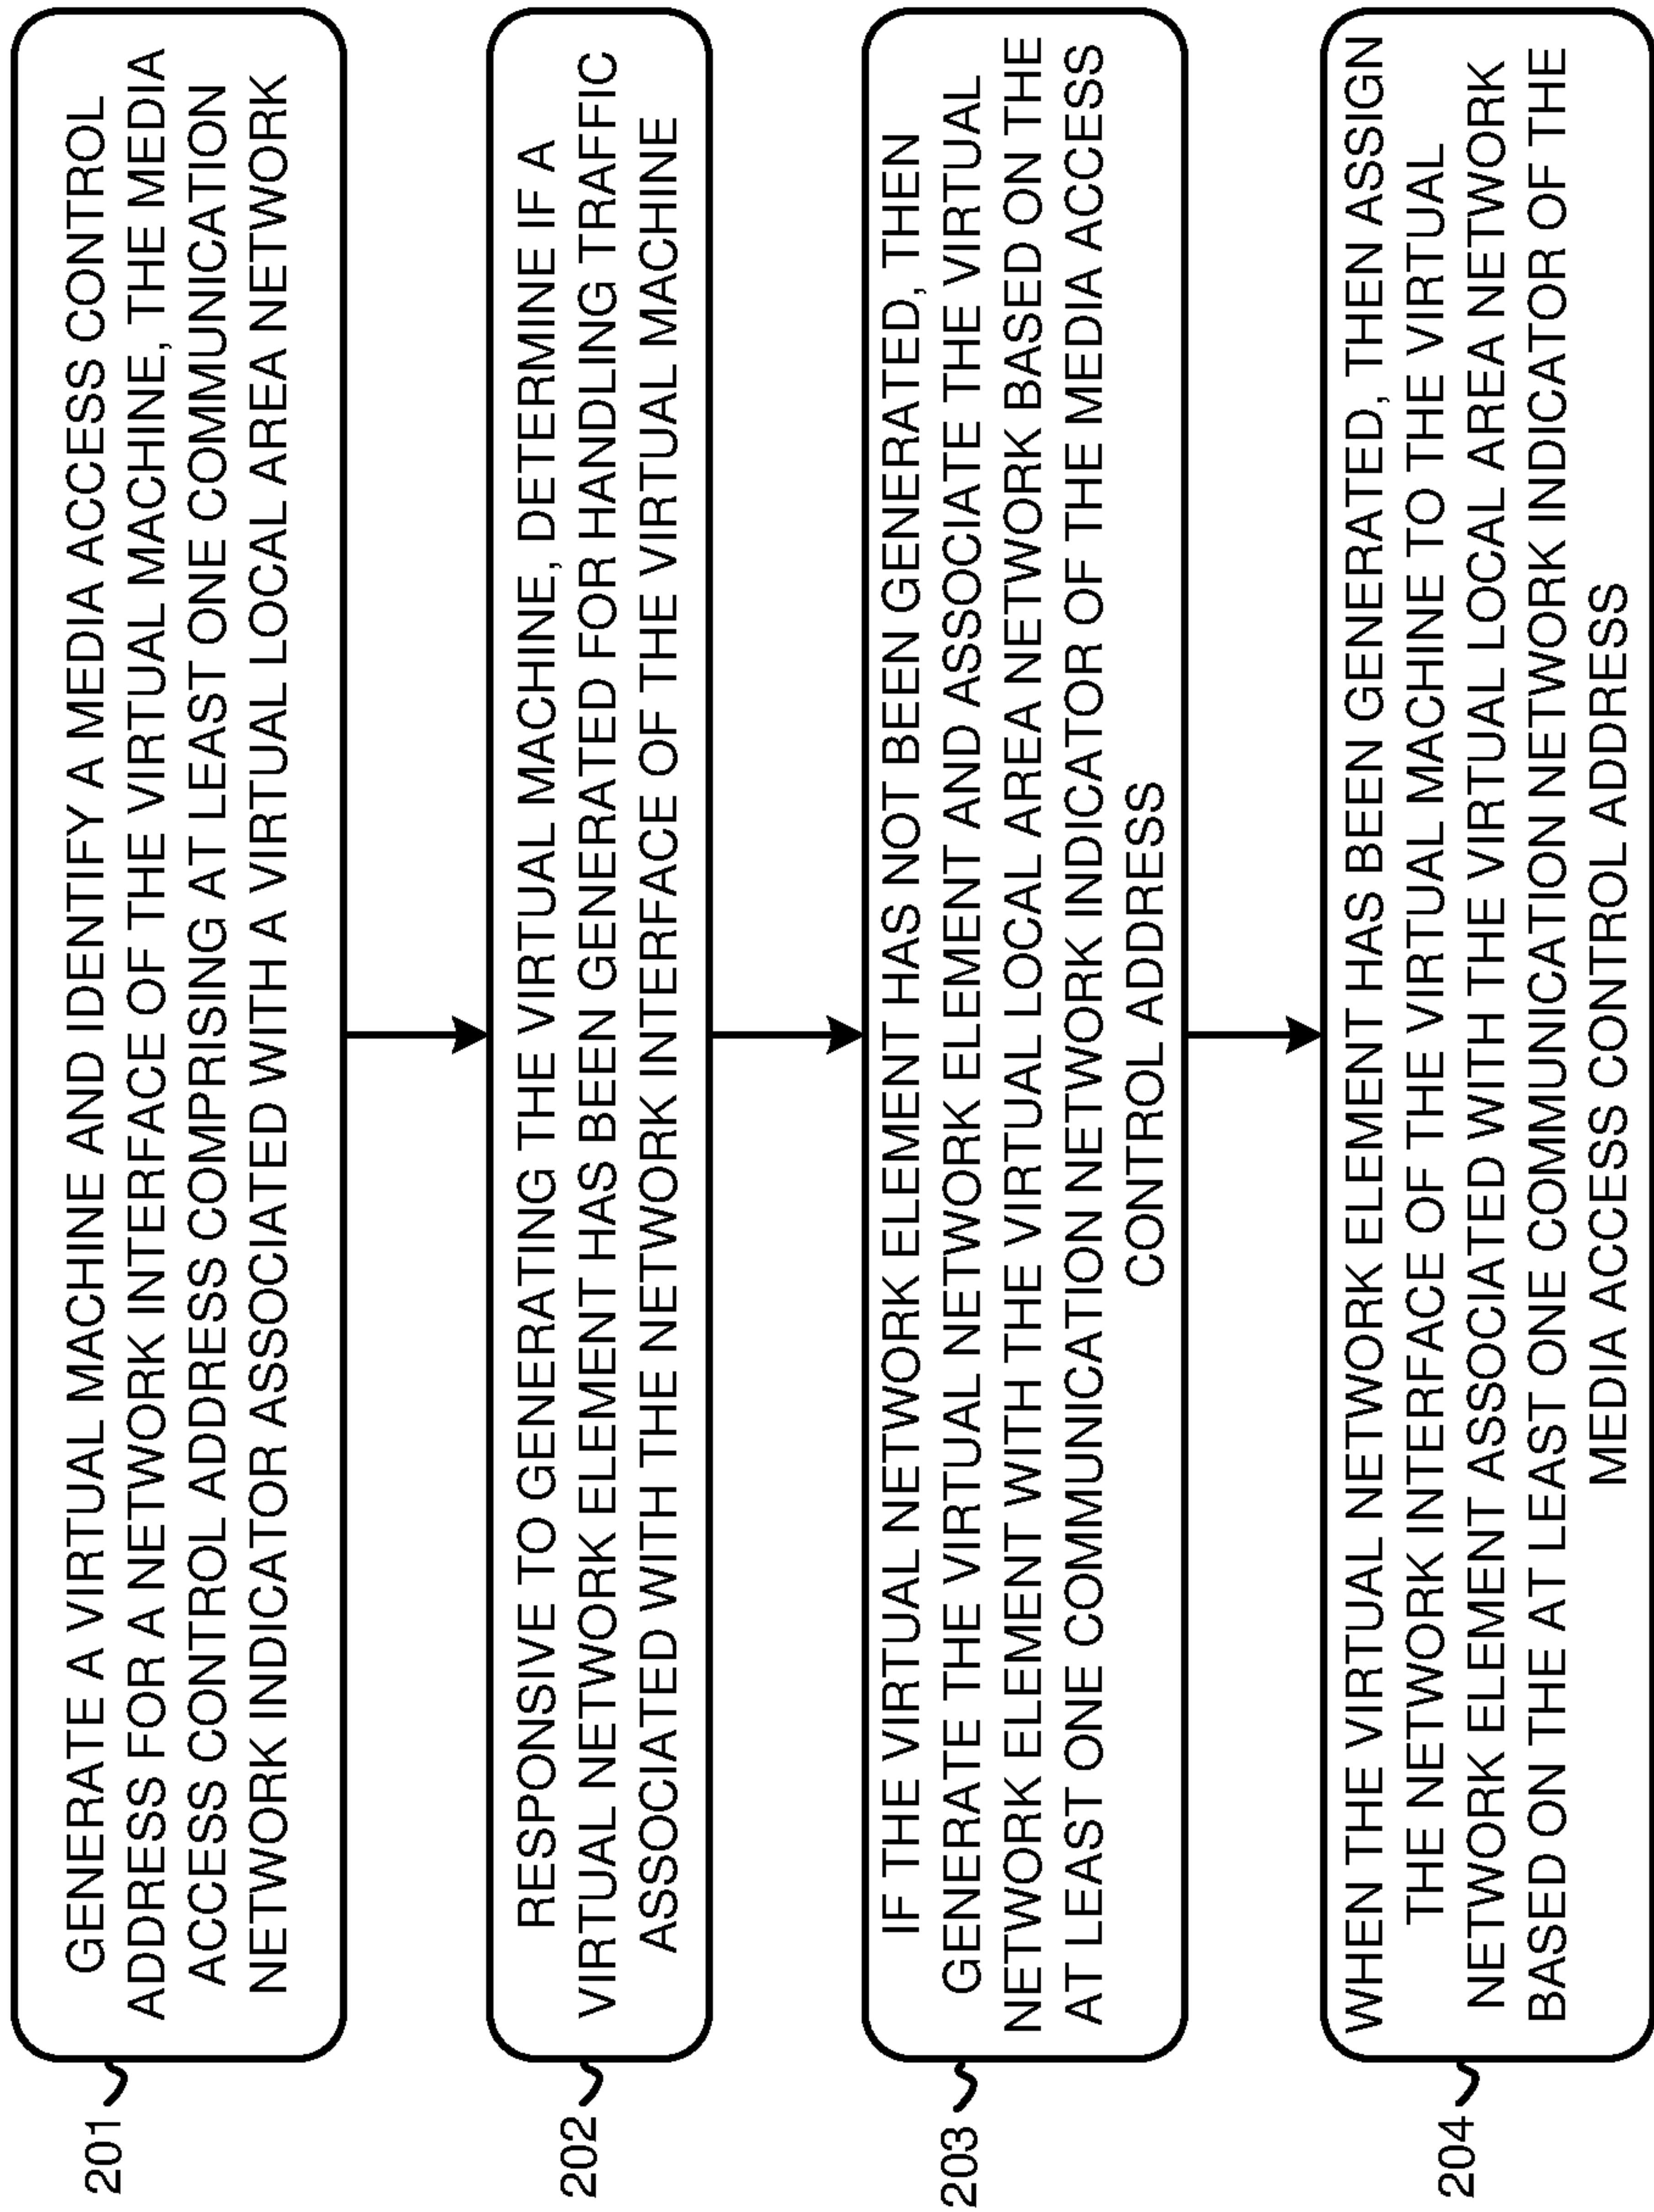 201
GENERATE A VIRTUAL MACHINE AND IDENTIFY A MEDIA ACCESS CONTROL
ADDRESS FOR A NETWORK INTERFACE OF THE VIRTUAL MACHINE, THE MEDIA
ACCESS CONTROL ADDRESS COMPRISING AT LEAST ONE COMMUNICATION
NETWORK INDICATOR ASSOCIATED WITH A VIRTUAL LOCAL AREA NETWORK
202
RESPONSIVE TO GENERATING THE VIRTUAL MACHINE, DETERMINE IF A
VIRTUAL NETWORK ELEMENT HAS BEEN GENERATED FOR HANDLING TRAFFIC
ASSOCIATED WITH THE NETWORK INTERFACE OF THE VIRTUAL MACHINE
203
IF THE VIRTUAL NETWORK ELEMENT HAS NOT BEEN GENERATED, THEN
GENERATE THE VIRTUAL NETWORK ELEMENT AND ASSOCIATE THE VIRTUAL
NETWORK ELEMENT WITH THE VIRTUAL LOCAL AREA NETWORK BASED ON THE
AT LEAST ONE COMMUNICATION NETWORK INDICATOR OF THE MEDIA ACCESS
CONTROL ADDRESS
204
WHEN THE VIRTUAL NETWORK ELEMENT HAS BEEN GENERATED, THEN ASSIGN
THE NETWORK INTERFACE OF THE VIRTUAL MACHINE TO THE VIRTUAL
NETWORK ELEMENT ASSOCIATED WITH THE VIRTUAL LOCAL AREA NETWORK
BASED ON THE AT LEAST ONE COMMUNICATION NETWORK INDICATOR OF THE
MEDIA ACCESS CONTROL ADDRESS